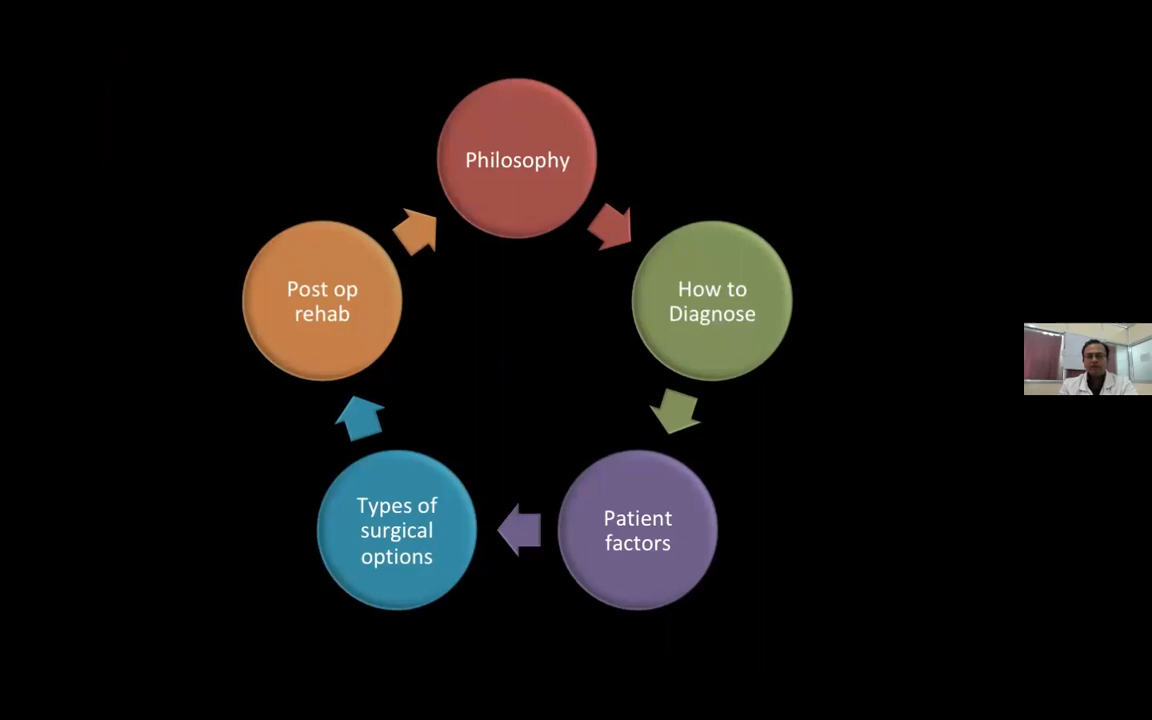 Philosophy
How to
Diagnose
Patient
factors
Types of
surgical
options
Post op
rehab